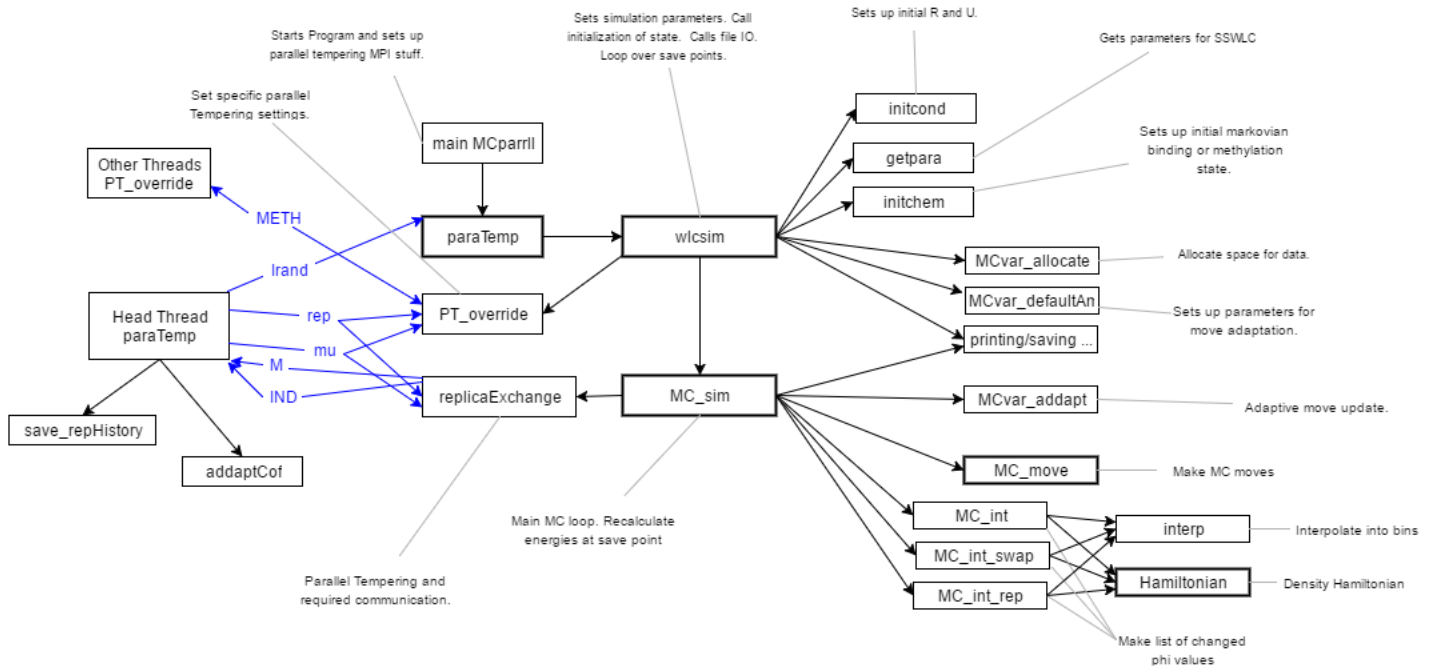 Sets simulation parameters. Call
initialization of state.  Calls file IO.
Loop over save points.
Sets up initial R and U.
Starts Program and sets up
parallel tempering MPI stuff.
Gets parameters for SSWLC
Set specific parallel
Tempering settings.
initcond
main MCparrll
Sets up initial markovian
binding or methylation
state.
Other Threads
PT_override
getpara
initchem
METH
paraTemp
wlcsim
MCvar_allocate
Allocate space for data.
Irand
MCvar_defaultAm
Head Thread
paraTemp
rep
PT_override
Sets up parameters for
move adaptation.
printing/saving ...
mu
M
IND
replicaExchange
MC_sim
MCvar_addapt
Adaptive move update.
save_repHistory
addaptCof
MC_move
Make MC moves
Main MC loop. Recalculate
energies at save point
MC_int
interp
Interpolate into bins
MC_int_swap
Parallel Tempering and
required communication.
MC_int_rep
Hamiltonian
Density Hamiltonian
Make list of changed
phi values